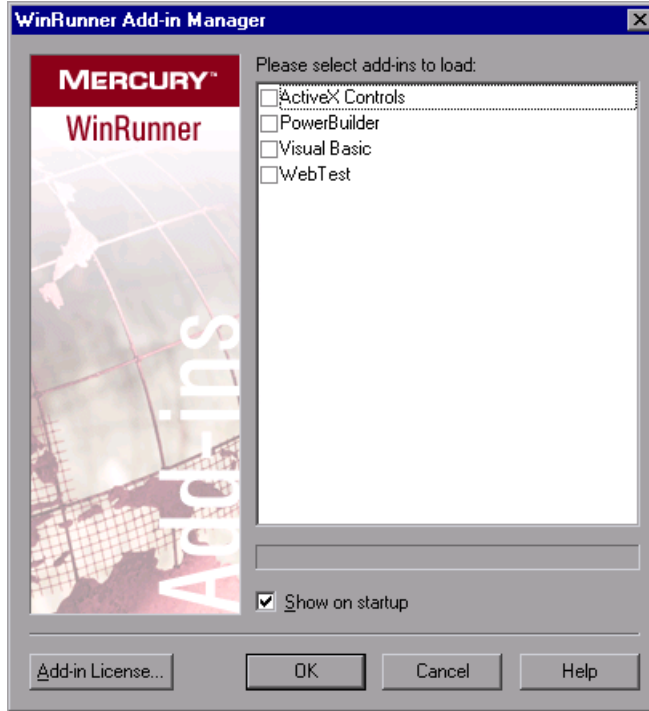 WinRunner Add-in Manager
MERCURY™
WinRunner
Add-ins
Please select add-ins to load:
ActiveX Controls
PowerBuilder
Visual Basic
WebTest
Show on startup
Add-in License...
OK
Cancel
Help